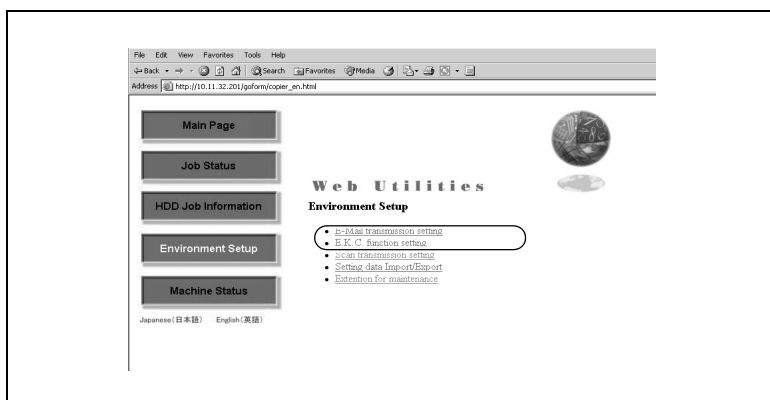 File Edit View Favorites Tools Help
Back Search Favorites Media
Address http://10.11.32.201/goform/copier_en.html
Main Page
Job Status
HDD Job Information
Environment Setup
Machine Status
Japanese(日本語) English(英語)
Web Utilities
Environment Setup
E-Mail transmission setting
E.K.C. function setting
Scan transmission setting
Setting data Import/Export
Extention for maintenance